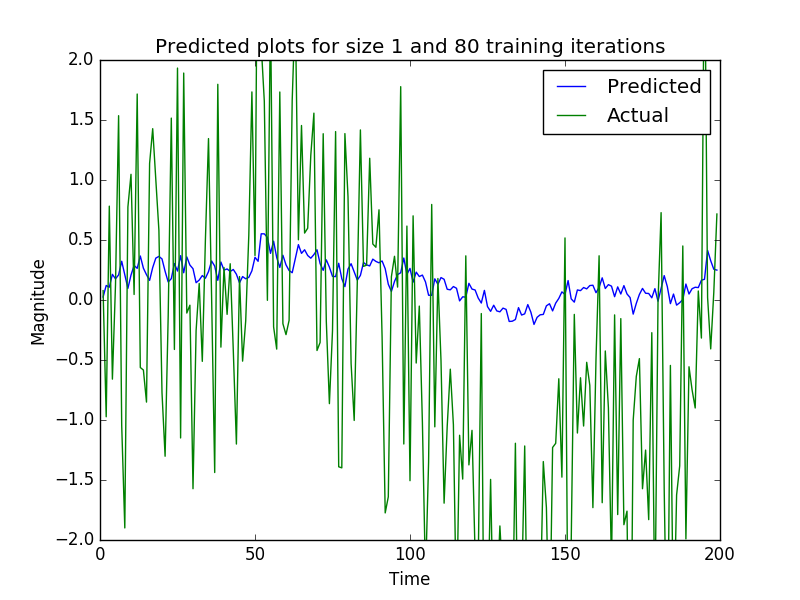 Predicted plots for size 1 and 80 training iterations
2.0
1.5
1.0
0.5
0.0
−0.5
−1.0
−1.5
−2.0
Magnitude
Predicted
Actual
0 50 100 150 200
Time